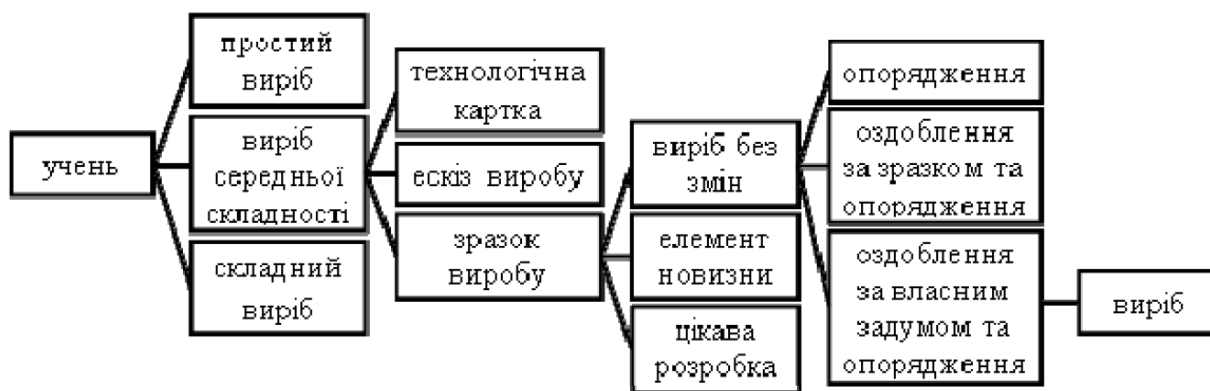 учень
простий
виріб
виріб
середньої
складності
складний
виріб
технологічна
картка
ескіз виробу
зразок
виробу
виріб без
змін
елемент
новизни
цікава
розробка
опорядження
оздоблення
за зразком та
опорядження
оздоблення
за власним
задумом та
опорядження
виріб